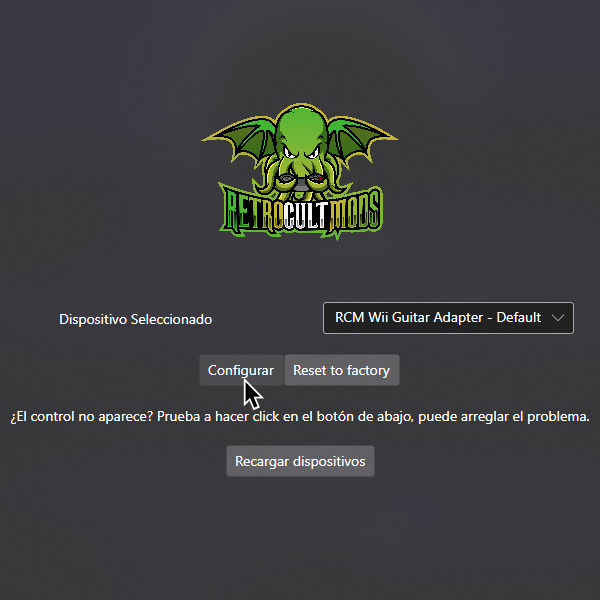 RETROCULTMODS
Dispositivo Seleccionado
RCM Wii Guitar Adapter - Default
Configurar
Reset to factory
¿El control no aparece? Prueba a hacer click en el botón de abajo, puede arreglar el problema.
Recargar dispositivos